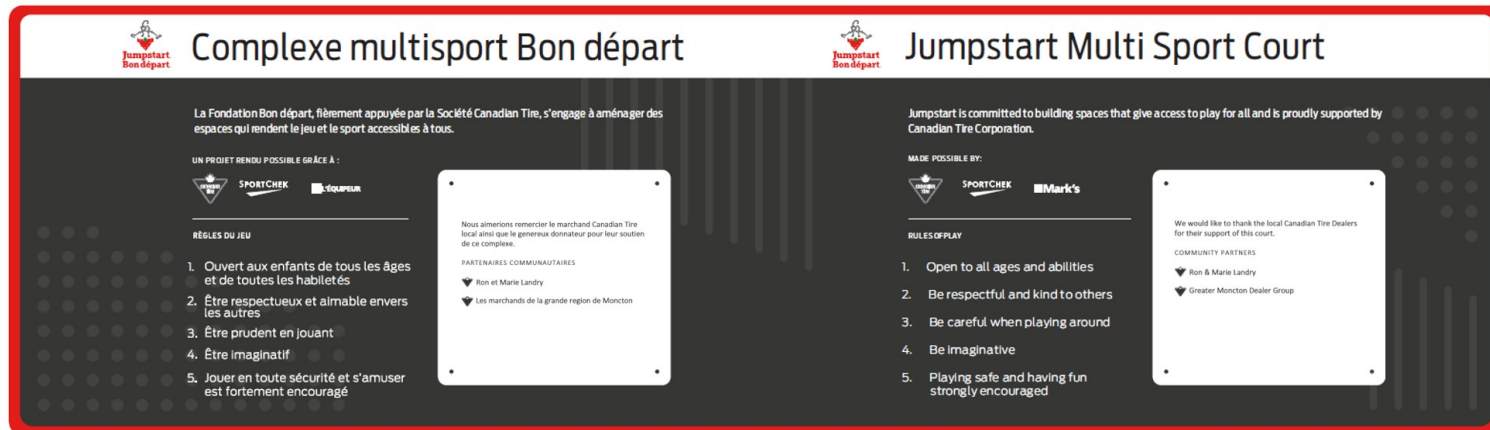 Jumpstart
Bon départ
Complexe multisport Bon départ
La Fondation Bon départ, fièrement appuyée par la Société Canadian Tire, s'engage à aménager des
espaces qui rendent le jeu et le sport accessibles à tous.
UN PROJET RENDU POSSIBLE GRÂCE À :
CANADIAN
TIRE
SPORTCHEK
L'ÉQUIPEUR
RÈGLES DU JEU
1. Ouvert aux enfants de tous les âges
et de toutes les habiletés
2. Être respectueux et aimable envers
les autres
3. Être prudent en jouant
4. Être imaginatif
5. Jouer en toute sécurité et s'amuser
est fortement encouragé
Nous aimerions remercier le marchand Canadian Tire
local ainsi que le genereux donnateur pour leur soutien
de ce complexe.
PARTENAIRES COMMUNAUTAIRES
Ron et Marie Landry
Les marchands de la grande region de Moncton
Jumpstart
Bon départ
Jumpstart Multi Sport Court
Jumpstart is committed to building spaces that give access to play for all and is proudly supported by
Canadian Tire Corporation.
MADE POSSIBLE BY:
CANADIAN
TIRE
SPORTCHEK
Mark's
RULES OF PLAY
1. Open to all ages and abilities
2. Be respectful and kind to others
3. Be careful when playing around
4. Be imaginative
5. Playing safe and having fun
strongly encouraged
We would like to thank the local Canadian Tire Dealers
for their support of this court.
COMMUNITY PARTNERS
Ron & Marie Landry
Greater Moncton Dealer Group